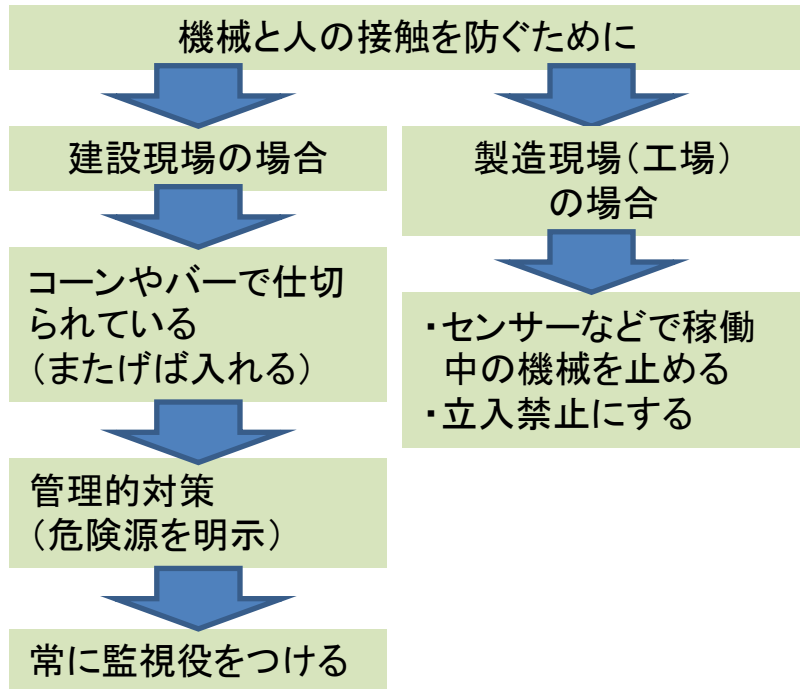 機械と人の接触を防ぐために
建設現場の場合
製造現場(工場)
の場合
コーンやバーで仕切
られている
(またげば入れる)
・センサーなどで稼働
中の機械を止める
・立入禁止にする
管理的対策
(危険源を明示)
常に監視役をつける